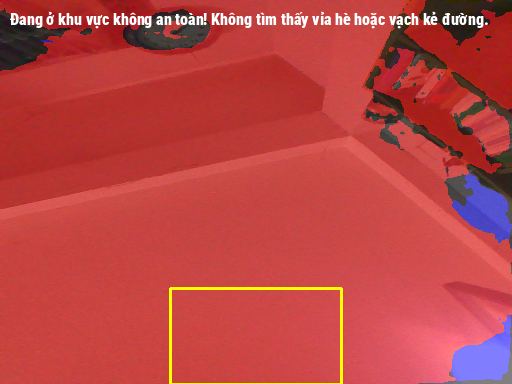 Đang ở khu vực không an toàn! Không tìm thấy vỉa hè hoặc vạch kẻ đường.